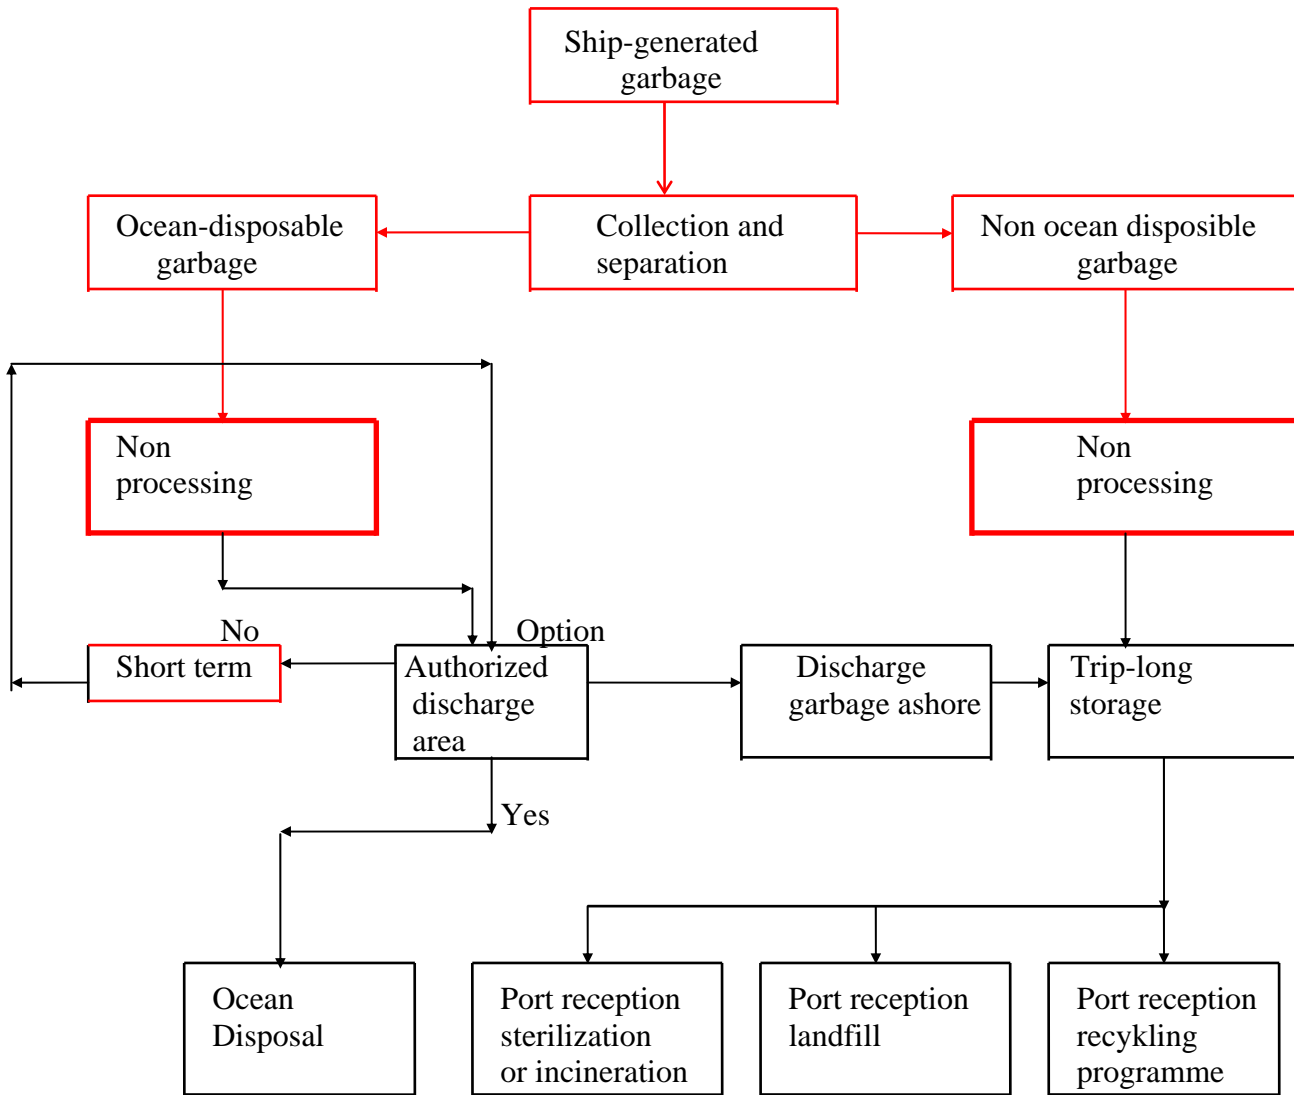 Ship-generated
garbage
Ocean-disposable
garbage
Collection and
separation
Non ocean disposible
garbage
Non
processing
Non
processing
No
Option
Short term
Authorized
discharge
area
Discharge
garbage ashore
Trip-long
storage
Yes
Ocean
Disposal
Port reception
sterilization
or incineration
Port reception
landfill
Port reception
recykling
programme